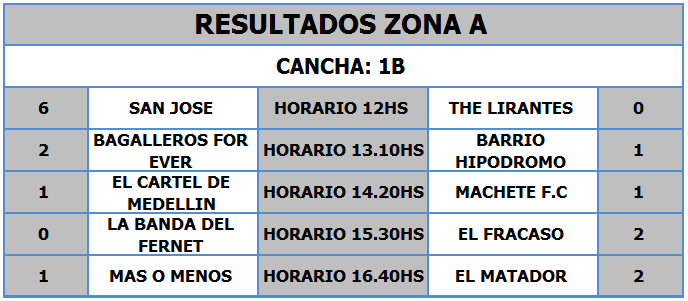 RESULTADOS ZONA A
CANCHA: 1B
6 SAN JOSE HORARIO 12HS THE LIRANTES 0
2 BAGALLEROS FOR EVER HORARIO 13.10HS BARRIO HIPODROMO 1
1 EL CARTEL DE MEDELLIN HORARIO 14.20HS MACHETE F.C 1
0 LA BANDA DEL FERNET HORARIO 15.30HS EL FRACASO 2
1 MAS O MENOS HORARIO 16.40HS EL MATADOR 2